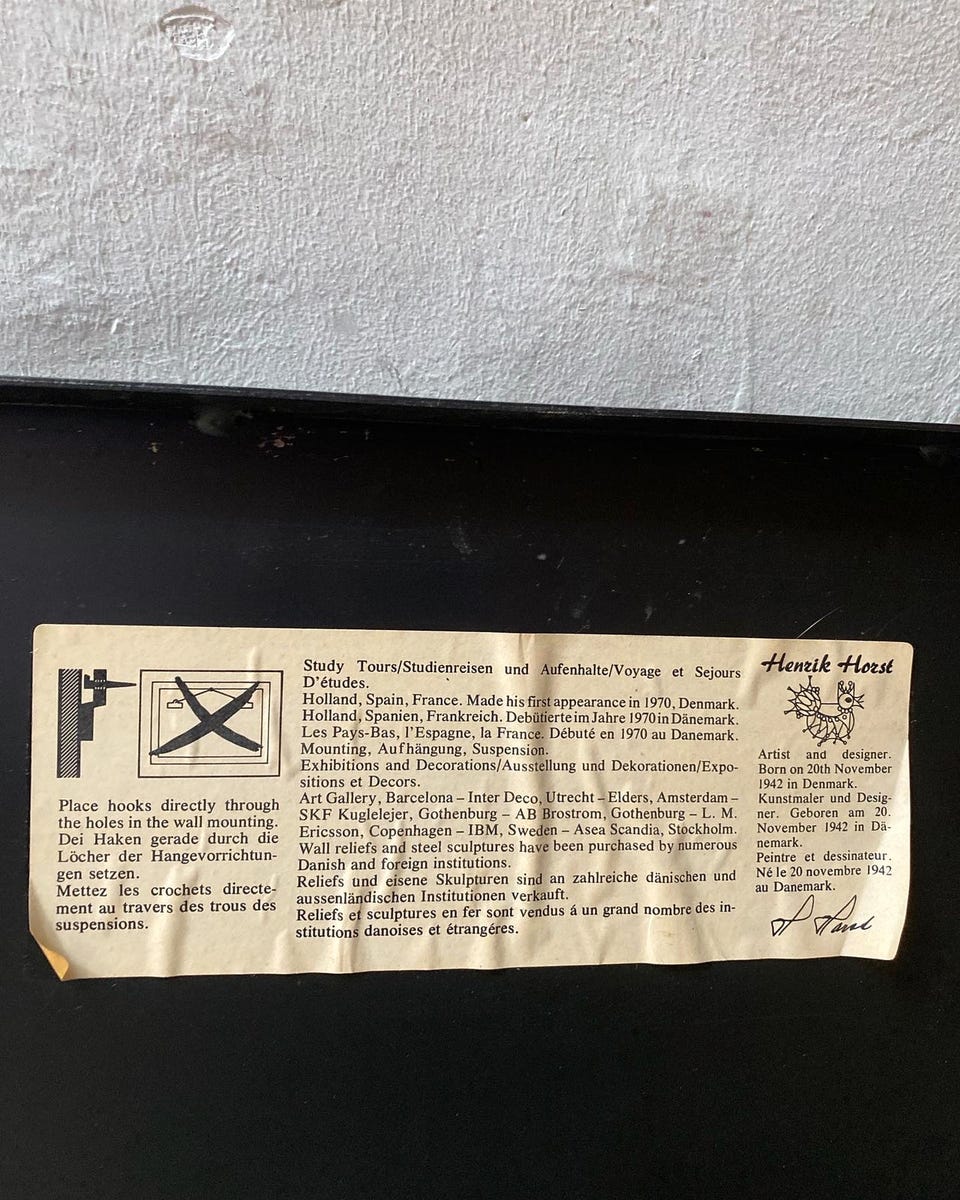 Place hooks directly through
the holes in the wall mounting.
Dei Haken gerade durch die
Löcher der Hangevorrichtun-
gen setzen.
Mettez les crochets directe-
ment au travers des trous des
suspensions.
Study Tours/Studienreisen und Aufenhalte/Voyage et Sejours
D'études.
Holland, Spain, France. Made his first appearance in 1970, Denmark.
Holland, Spanien, Frankreich. Debütierte im Jahre 1970 in Dänemark.
Les Pays-Bas, l'Espagne, la France. Débuté en 1970 au Danemark.
Mounting, Aufhängung, Suspension.
Exhibitions and Decorations/Ausstellung und Dekorationen/Expo-
sitions et Decors.
Art Gallery, Barcelona – Inter Deco, Utrecht – Elders, Amsterdam –
SKF Kuglelejer, Gothenburg – AB Brostrom, Gothenburg – L. M.
Ericsson, Copenhagen – IBM, Sweden – Asea Scandia, Stockholm.
Wall reliefs and steel sculptures have been purchased by numerous
Danish and foreign institutions.
Reliefs und eisene Skulpturen sind an zahlreiche dänischen und
aussenländischen Institutionen verkauft.
Reliefs et sculptures en fer sont vendus á un grand nombre des in-
stitutions danoises et étrangéres.
Henrik Horst
Artist and designer.
Born on 20th November
1942 in Denmark.
Kunstmaler und Desig-
ner. Geboren am 20.
November 1942 in Dä-
nemark.
Peintre et dessinateur.
Né le 20 novembre 1942
au Danemark.